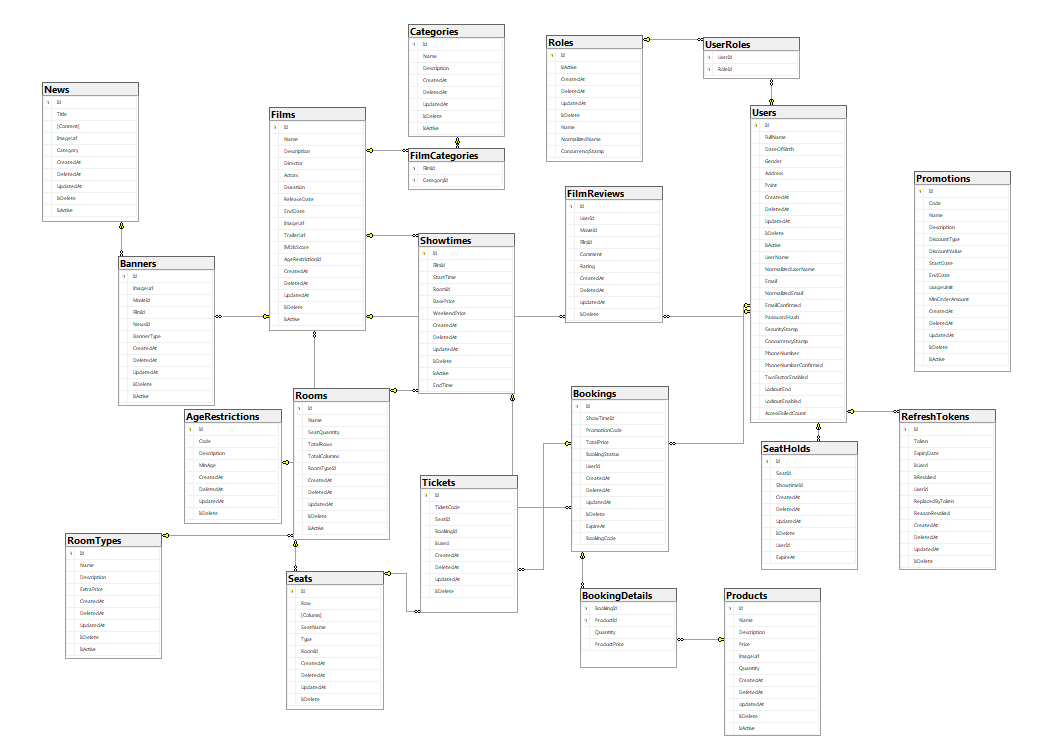 Categories
Id
Name
Description
CreatedAt
DeletedAt
UpdatedAt
IsDelete
IsActive
Roles
Id
IsActive
CreatedAt
DeletedAt
UpdatedAt
IsDelete
Name
NormalizedName
ConcurrencyStamp
UserRoles
UserId
RoleId
News
Id
Title
[Content]
ImageUrl
Category
CreatedAt
DeletedAt
UpdatedAt
IsDelete
IsActive
Films
Id
Name
Description
Director
Actors
Duration
ReleaseDate
EndDate
ImageUrl
TrailerUrl
IMDbScore
AgeRestrictionId
CreatedAt
DeletedAt
UpdatedAt
IsDelete
IsActive
FilmCategories
FilmId
CategoryId
Users
Id
FullName
DateOfBirth
Gender
Address
Point
CreatedAt
DeletedAt
UpdatedAt
IsDelete
IsActive
UserName
NormalizedUserName
Email
NormalizedEmail
EmailConfirmed
PasswordHash
SecurityStamp
ConcurrencyStamp
PhoneNumber
PhoneNumberConfirmed
TwoFactorEnabled
LockoutEnd
LockoutEnabled
AccessFailedCount
Promotions
Id
Code
Name
Description
DiscountType
DiscountValue
StartDate
EndDate
UsageLimit
MinOrderAmount
CreatedAt
DeletedAt
UpdatedAt
IsDelete
IsActive
FilmReviews
Id
UserId
MovieId
FilmId
Comment
Rating
CreatedAt
DeletedAt
UpdatedAt
IsDelete
Showtimes
Id
FilmId
StartTime
RoomId
BasePrice
WeekendPrice
CreatedAt
DeletedAt
UpdatedAt
IsDelete
IsActive
EndTime
Banners
Id
ImageUrl
MovieId
FilmId
NewsId
BannerType
CreatedAt
DeletedAt
UpdatedAt
IsDelete
IsActive
Rooms
Id
Name
SeatQuantity
TotalRows
TotalColumns
RoomTypeId
CreatedAt
DeletedAt
UpdatedAt
IsDelete
IsActive
Bookings
Id
ShowTimeId
PromotionCode
TotalPrice
BookingStatus
UserId
CreatedAt
DeletedAt
UpdatedAt
IsDelete
ExpireAt
BookingCode
AgeRestrictions
Id
Code
Description
MinAge
CreatedAt
DeletedAt
UpdatedAt
IsDelete
RefreshTokens
Id
Token
ExpiryDate
IsUsed
IsRevoked
UserId
ReplacedByToken
ReasonRevoked
CreatedAt
DeletedAt
UpdatedAt
IsDelete
SeatHolds
Id
SeatId
ShowtimeId
CreatedAt
DeletedAt
UpdatedAt
IsDelete
UserId
ExpireAt
Tickets
Id
TicketCode
SeatId
BookingId
IsUsed
CreatedAt
DeletedAt
UpdatedAt
IsDelete
RoomTypes
Id
Name
Description
ExtraPrice
CreatedAt
DeletedAt
UpdatedAt
IsDelete
IsActive
Seats
Id
Row
[Column]
SeatName
Type
RoomId
CreatedAt
DeletedAt
UpdatedAt
IsDelete
BookingDetails
BookingId
ProductId
Quantity
ProductPrice
Products
Id
Name
Description
Price
ImageUrl
Quantity
CreatedAt
DeletedAt
UpdatedAt
IsDelete
IsActive